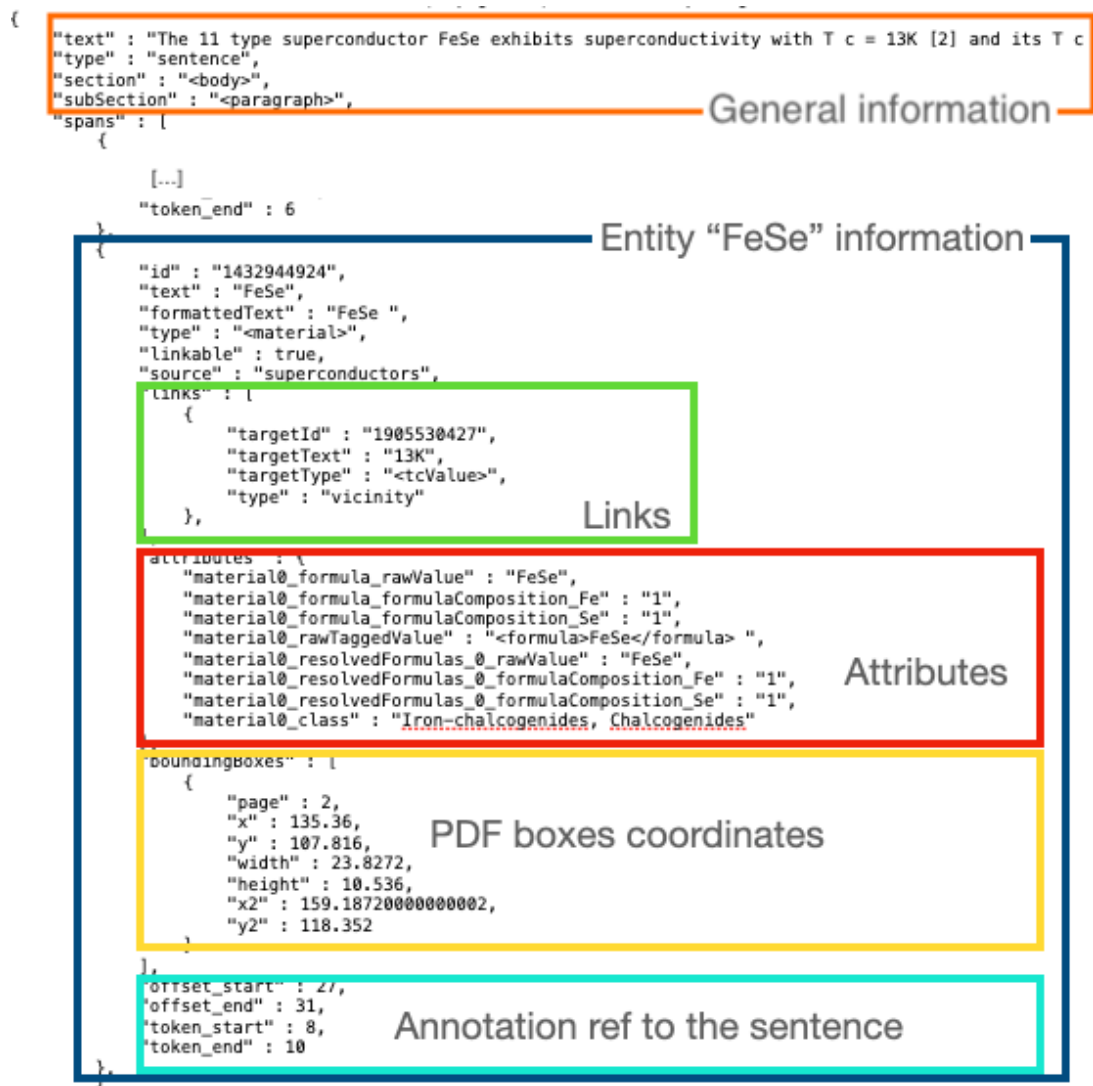 {
"text" : "The 11 type superconductor FeSe exhibits superconductivity with T c = 13K [2] and its T c
"type" : "sentence",
"section" : "<body>",
"subSection" : "<paragraph>",
General information
"spans" : [
{
[...]
"token_end" : 6
},
Entity “FeSe” information
{
"id" : "1432944924",
"text" : "FeSe",
"formattedText" : "FeSe ",
"type" : "<material>",
"linkable" : true,
"source" : "superconductors",
"links" : [
{
"targetId" : "1905530427",
"targetText" : "13K",
"targetType" : "<tcValue>",
"type" : "vicinity"
},
Links
"attributes" : {
"material0_formula_rawValue" : "FeSe",
"material0_formula_formulaComposition_Fe" : "1",
"material0_formula_formulaComposition_Se" : "1",
"material0_rawTaggedValue" : "<formula>FeSe</formula> ",
"material0_resolvedFormulas_0_rawValue" : "FeSe",
"material0_resolvedFormulas_0_formulaComposition_Fe" : "1",
"material0_resolvedFormulas_0_formulaComposition_Se" : "1",
"material0_class" : "Iron-chalcogenides, Chalcogenides"
Attributes
"boundingBoxes" : [
{
"page" : 2,
"x" : 135.36,
"y" : 107.816,
"width" : 23.8272,
"height" : 10.536,
"x2" : 159.18720000000002,
"y2" : 118.352
PDF boxes coordinates
}
],
"offset_start" : 27,
"offset_end" : 31,
"token_start" : 8,
"token_end" : 10
Annotation ref to the sentence
},